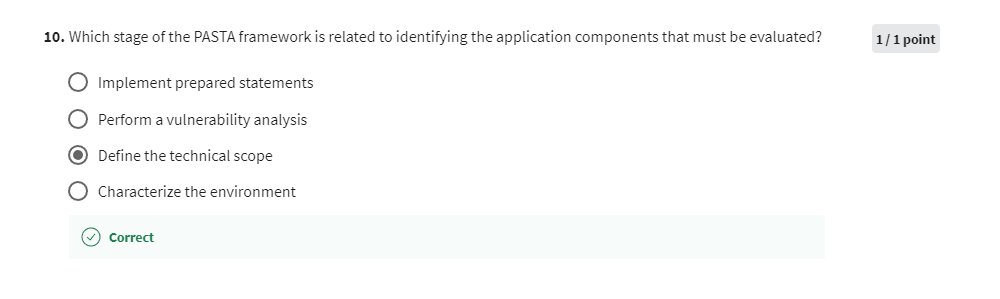 10. Which stage of the PASTA framework is related to identifying the application components that must be evaluated?
1 / 1 point
Implement prepared statements
Perform a vulnerability analysis
Define the technical scope
Characterize the environment
Correct